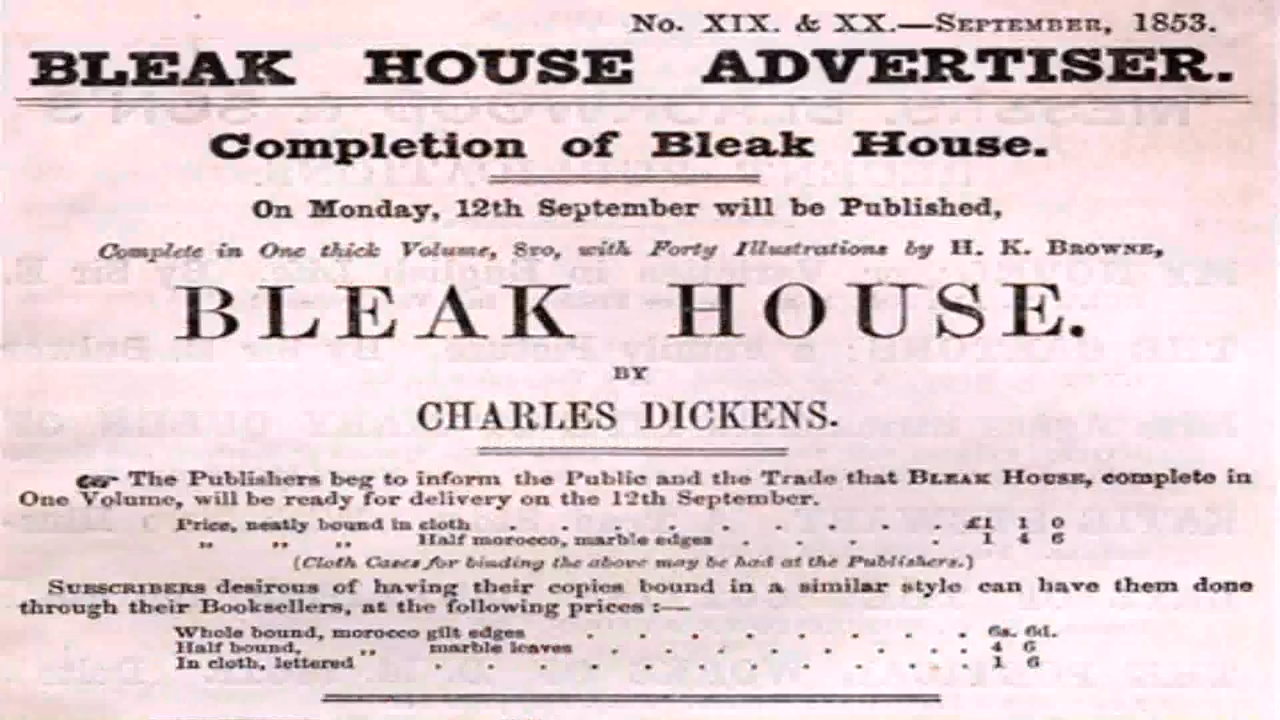 No. XIX. & XX.—September, 1853.
BLEAK HOUSE ADVERTISER.
Completion of Bleak House.
On Monday, 12th September will be Published,
Complete in One thick Volume, 8vo, with Forty Illustrations by H. K. Browne,
BLEAK HOUSE.
BY
CHARLES DICKENS.
☞ The Publishers beg to inform the Public and the Trade that Bleak House, complete in
One Volume, will be ready for delivery on the 12th September.
Price, neatly bound in cloth . . . . . . . . . £1 1 0
„ „ „ Half morocco, marble edges . . . . 1 4 6
(Cloth Cases for binding the above may be had at the Publishers.)
Subscribers desirous of having their copies bound in a similar style can have them done
through their Booksellers, at the following prices :—
Whole bound, morocco gilt edges . . . . . . . . 6s. 6d.
Half bound, „ marble leaves . . . . . . . . 4 6
In cloth, lettered . . . . . . . . . . 1 6